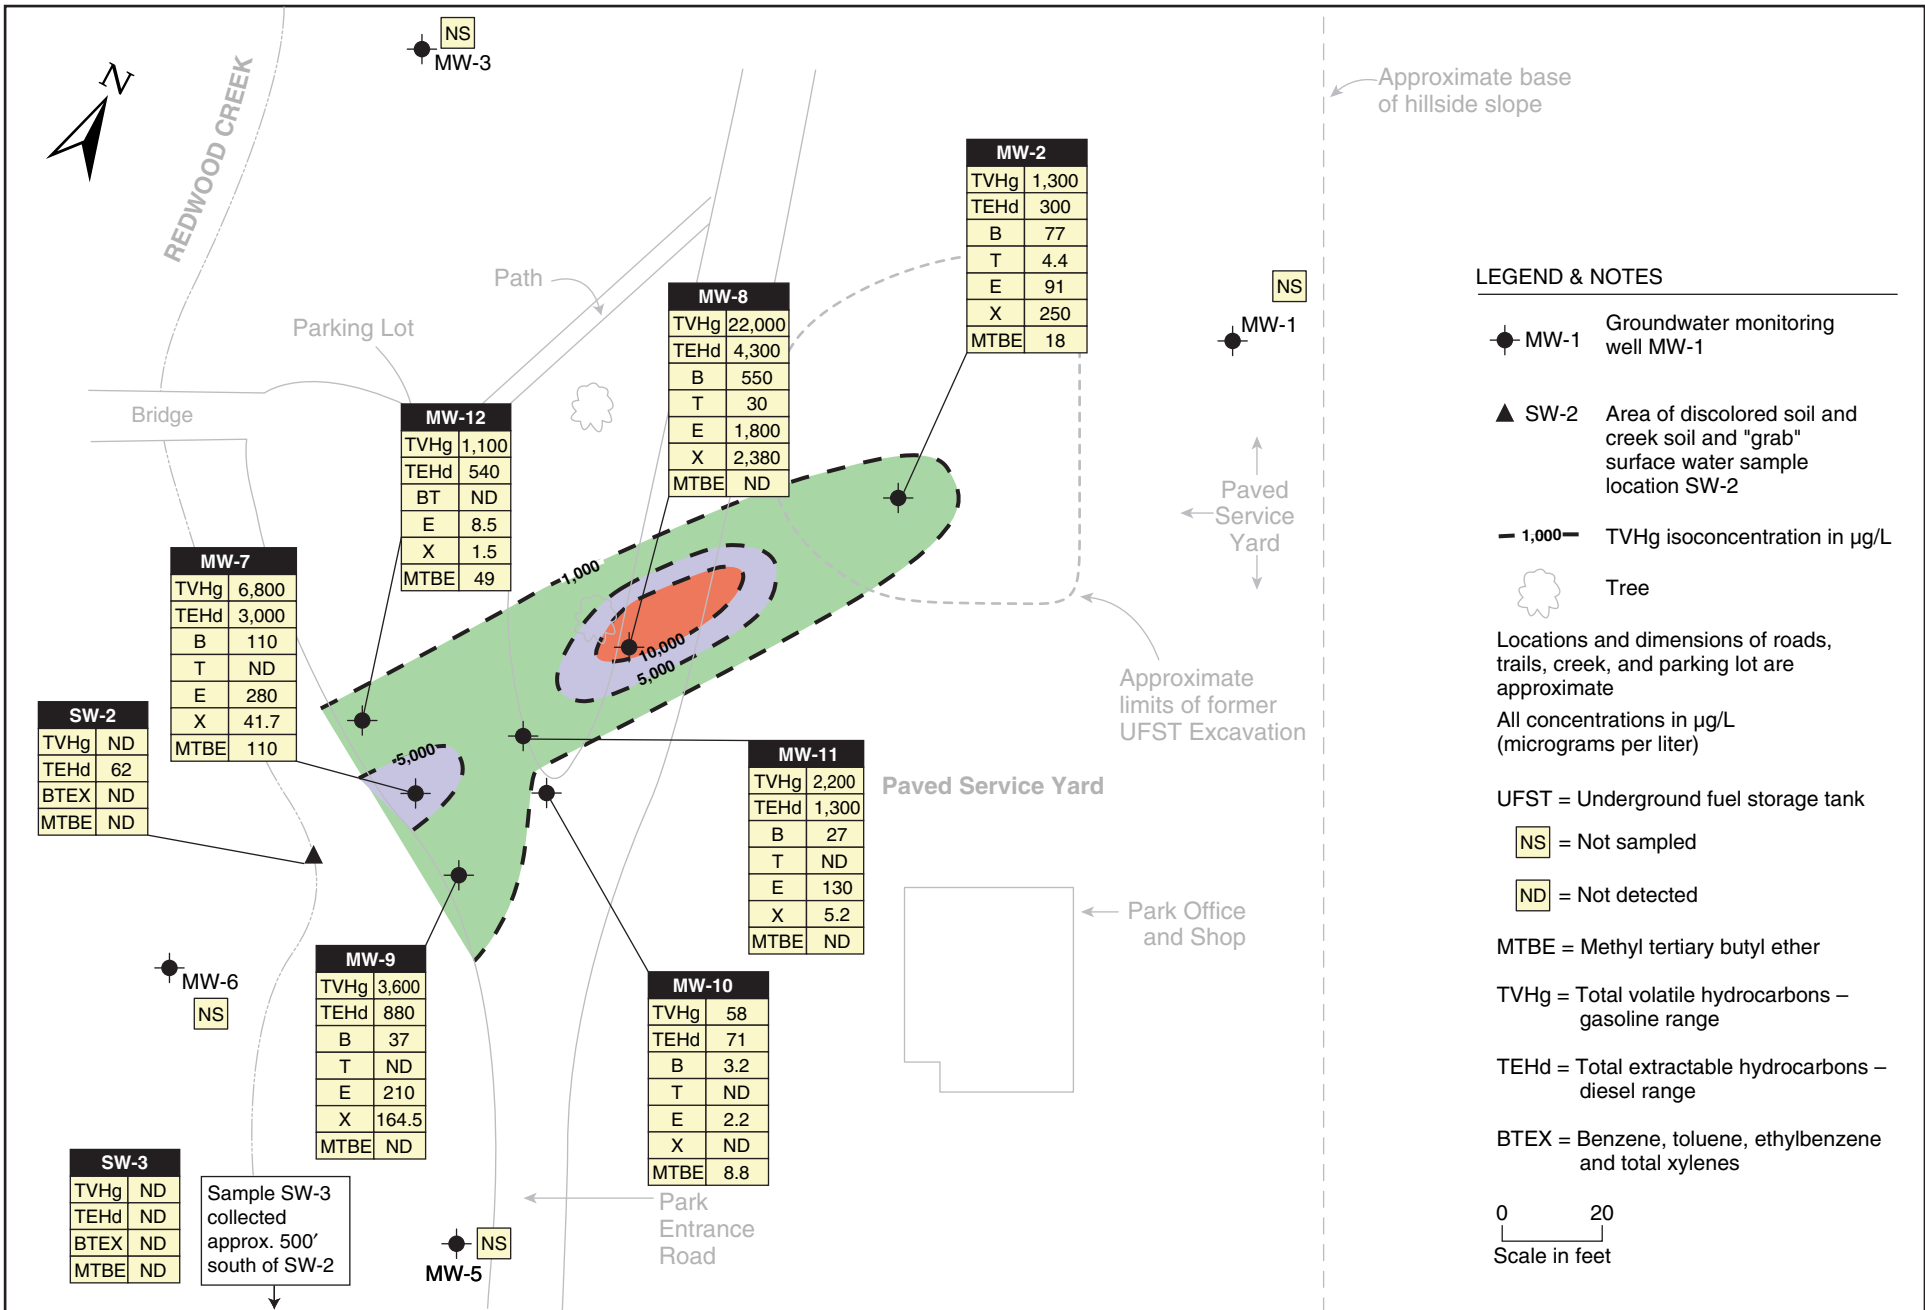 N
REDWOOD CREEK
NS
MW-3
Approximate base
of hillside slope
Path
Parking Lot
Bridge
MW-2
TVHg 1,300
TEHd 300
B 77
T 4.4
E 91
X 250
MTBE 18
NS
MW-1
MW-8
TVHg 22,000
TEHd 4,300
B 550
T 30
E 1,800
X 2,380
MTBE ND
MW-12
TVHg 1,100
TEHd 540
BT ND
E 8.5
X 1.5
MTBE 49
MW-7
TVHg 6,800
TEHd 3,000
B 110
T ND
E 280
X 41.7
MTBE 110
SW-2
TVHg ND
TEHd 62
BTEX ND
MTBE ND
1,000
10,000
5,000
5,000
Paved
Service
Yard
Approximate
limits of former
UFST Excavation
MW-11
TVHg 2,200
TEHd 1,300
B 27
T ND
E 130
X 5.2
MTBE ND
Paved Service Yard
Park Office
and Shop
MW-6
NS
MW-9
TVHg 3,600
TEHd 880
B 37
T ND
E 210
X 164.5
MTBE ND
MW-10
TVHg 58
TEHd 71
B 3.2
T ND
E 2.2
X ND
MTBE 8.8
SW-3
TVHg ND
TEHd ND
BTEX ND
MTBE ND
Sample SW-3
collected
approx. 500′
south of SW-2
NS
MW-5
Park
Entrance
Road
LEGEND & NOTES
MW-1 Groundwater monitoring
well MW-1
SW-2 Area of discolored soil and
creek soil and "grab"
surface water sample
location SW-2
1,000 TVHg isoconcentration in µg/L
Tree
Locations and dimensions of roads,
trails, creek, and parking lot are
approximate
All concentrations in µg/L
(micrograms per liter)
UFST = Underground fuel storage tank
NS = Not sampled
ND = Not detected
MTBE = Methyl tertiary butyl ether
TVHg = Total volatile hydrocarbons –
gasoline range
TEHd = Total extractable hydrocarbons –
diesel range
BTEX = Benzene, toluene, ethylbenzene
and total xylenes
0 20
Scale in feet